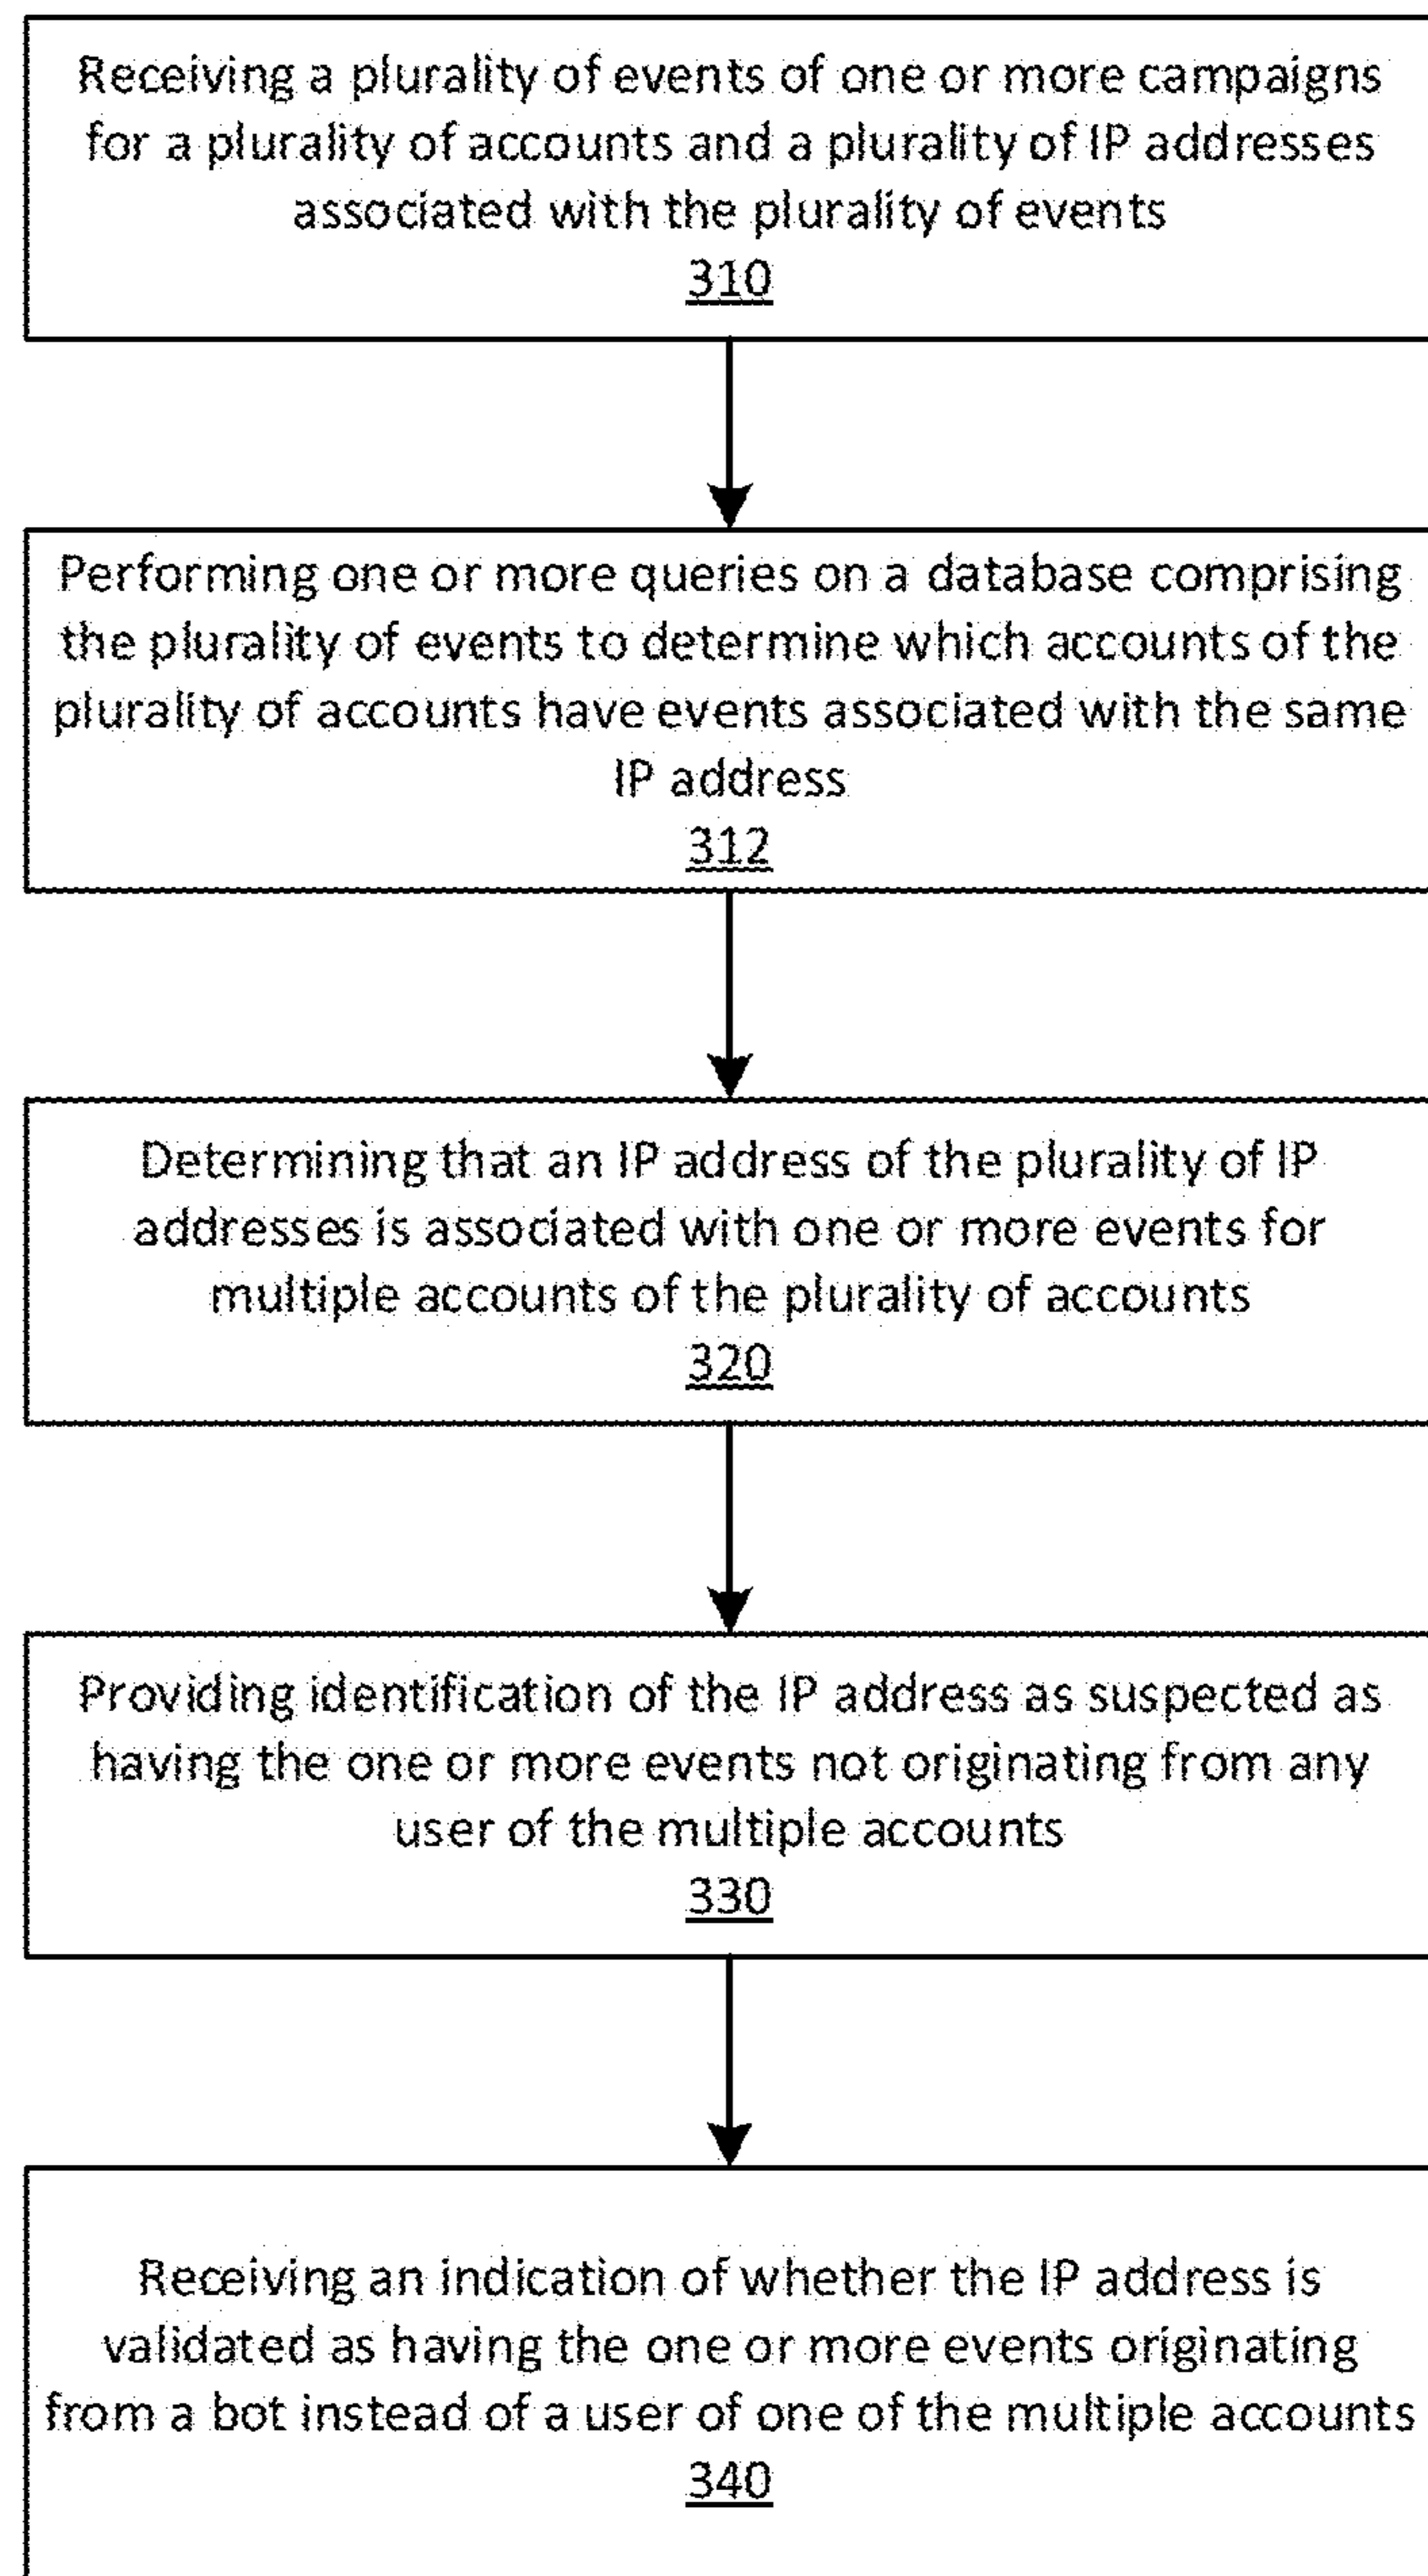 Receiving a plurality of events of one or more campaigns
for a plurality of accounts and a plurality of IP addresses
associated with the plurality of events
310
Performing one or more queries on a database comprising
the plurality of events to determine which accounts of the
plurality of accounts have events associated with the same
IP address
312
Determining that an IP address of the plurality of IP
addresses is associated with one or more events for
multiple accounts of the plurality of accounts
320
Providing identification of the IP address as suspected as
having the one or more events not originating from any
user of the multiple accounts
330
Receiving an indication of whether the IP address is
validated as having the one or more events originating
from a bot instead of a user of one of the multiple accounts
340